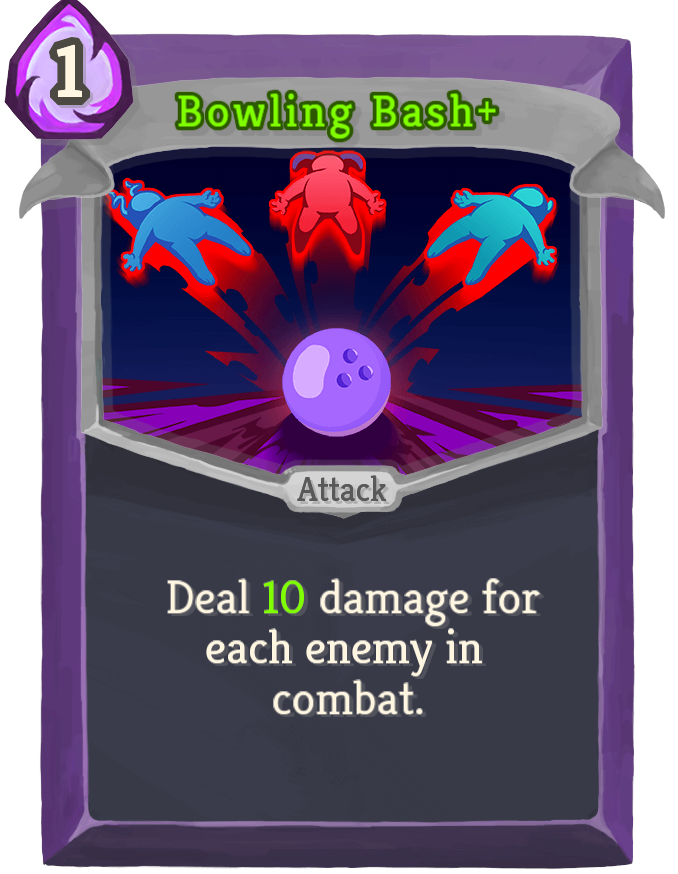 1
Bowling Bash+
Attack
Deal 10 damage for
each enemy in
combat.